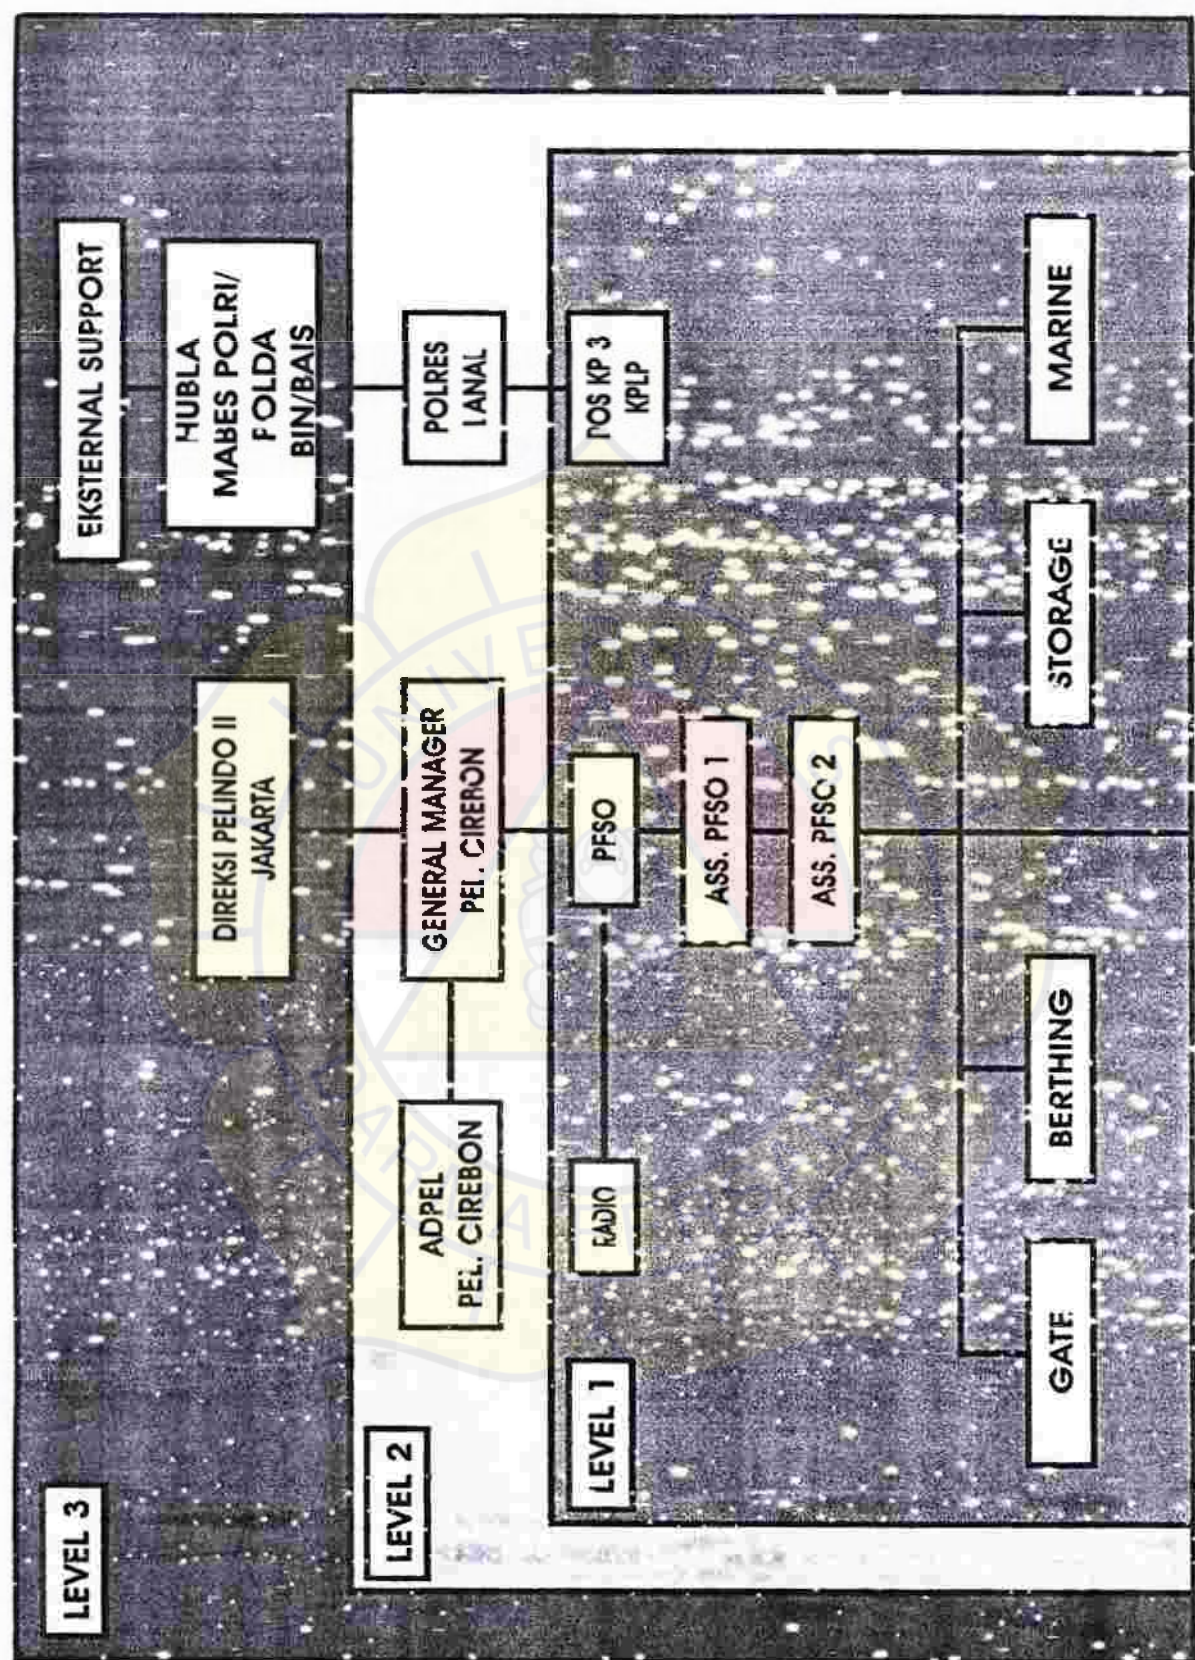 LEVEL 3
EKSTERNAL SUPPORT
DIREKSI PELINDO II
JAKARTA
HUBLA
MABES POLRI/
FOLDA
BIN/BAIS
LEVEL 2
ADPEL
PEL. CIREBON
GENERAL MANAGER
PEL. CIREBON
POLRES
LANAL
LEVEL 1
RADIO
PFSO
POS KP 3
KPLP
ASS. PFSO 1
ASS. PFSO 2
GATE
BERTHING
STORAGE
MARINE